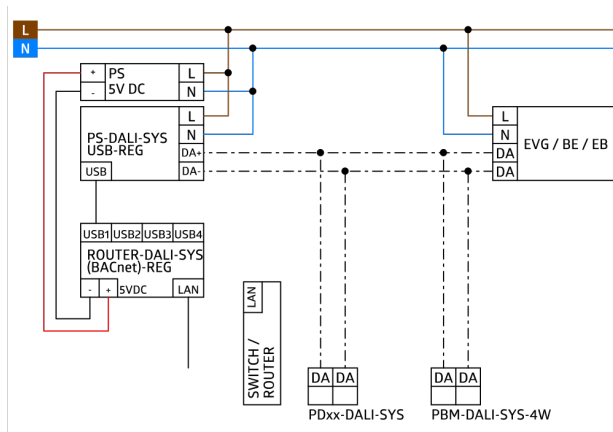 L
N
+ PS L
- 5V DC N
L
PS-DALI-SYS N
USB-REG DA+
USB DA-
L
N
DA EVG / BE / EB
DA
USB1 USB2 USB3 USB4
ROUTER-DALI-SYS
(BACnet)-REG
- + 5VDC LAN
LAN
SWITCH /
ROUTER
DA DA
PDxx-DALI-SYS
DA DA
PBM-DALI-SYS-4W